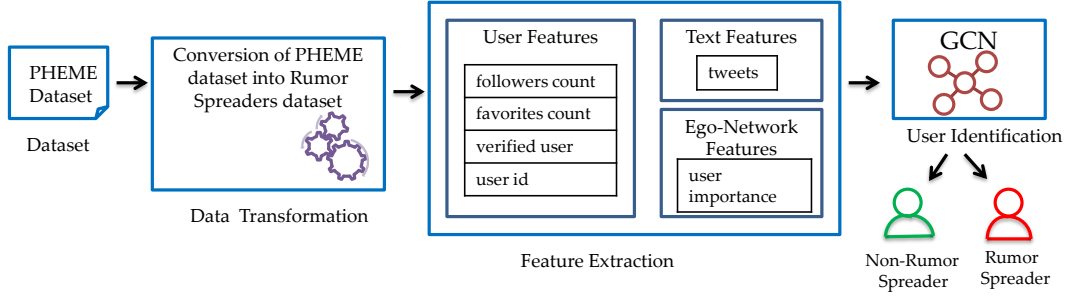 PHEME
Dataset
Dataset
Conversion of PHEME
dataset into Rumor
Spreaders dataset
Data Transformation
User Features
followers count
favorites count
verified user
user id
Text Features
tweets
Ego-Network
Features
user
importance
Feature Extraction
GCN
User Identification
Non-Rumor
Spreader
Rumor
Spreader